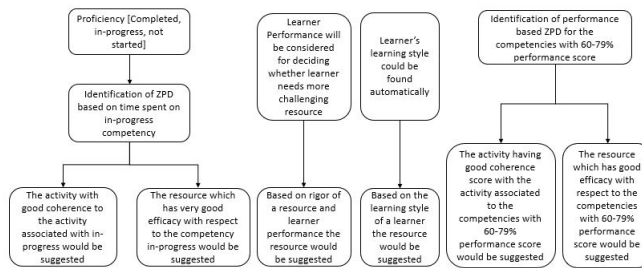 Proficiency [Completed,
in-progress, not
started]
Identification of ZPD
based on time spent on
in-progress
competency
The activity with
good coherence to
the activity
associated with in-
progress would be
suggested
The resource which
has very good
efficacy with respect
to the competency
in-progress would be
suggested
Learner
Performance will be
considered for
deciding whether
learner needs more
challenging
resource
Based on rigor of
a resource and
learner
performance the
resource would
be suggested
Learner's
learning style
could be
found
automatically
Based on the
learning style
of a learner
the resource
would be
suggested
Identification of performance
based ZPD for the
competencies with 60-79%
performance score
The activity having
good coherence
score with the
activity associated
to the
competencies with
60-79%
performance score
would be suggested
The resource
which has good
efficacy with
respect to the
competencies
with 60-79%
performance
score would be
suggested